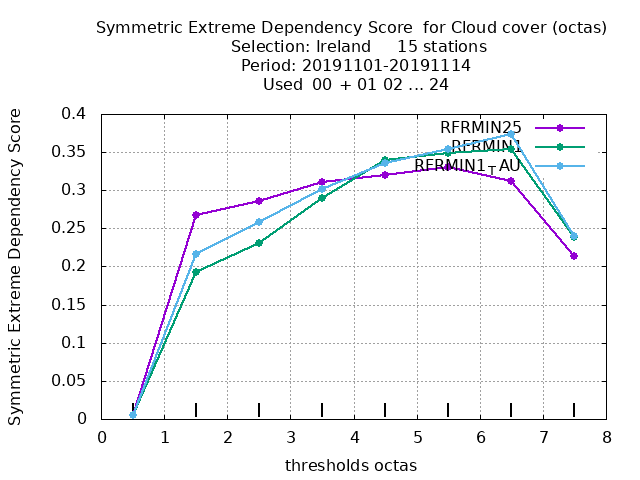 Symmetric Extreme Dependency Score for Cloud cover (octas)
Selection: Ireland 15 stations
Period: 20191101-20191114
Used 00 + 01 02 ... 24
Symmetric Extreme Dependency Score
0.4
0.35
0.3
0.25
0.2
0.15
0.1
0.05
0
RFRMIN25
RFRMIN1
RFRMIN1TAU
0 1 2 3 4 5 6 7 8
thresholds octas